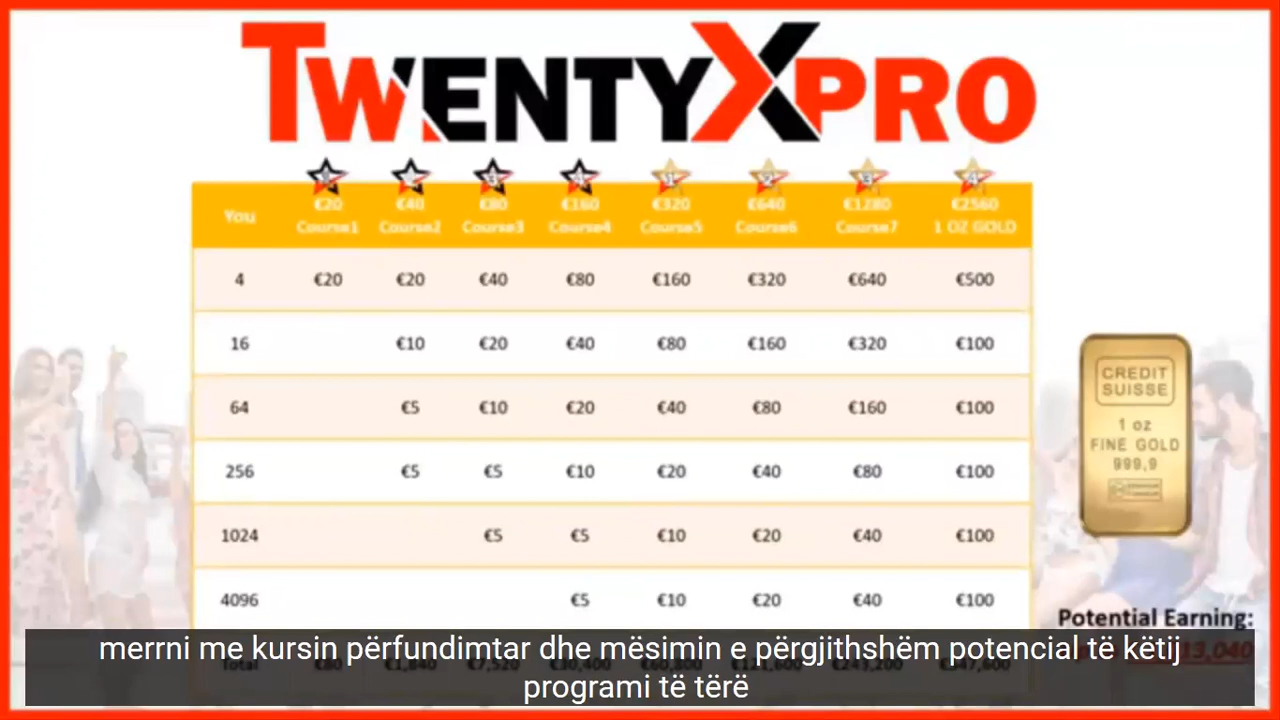 TWENTYXPRO
You €20 €40 €80 €160 €320 €640 €1280 €2560
Course1 Course2 Course3 Course4 Course5 Course6 Course7 1 OZ GOLD
4 €20 €20 €40 €80 €160 €320 €640 €500
16 €10 €20 €40 €80 €160 €320 €100
64 €5 €10 €20 €40 €80 €160 €100
256 €5 €5 €10 €20 €40 €80 €100
1024 €5 €5 €10 €20 €40 €100
4096 €5 €10 €20 €40 €100
CREDIT
SUISSE
1 oz
FINE GOLD
999,9
Potential Earning:
merrni me kursin përfundimtar dhe mësimin e përgjithshëm potencial të këtij
programi të tërë